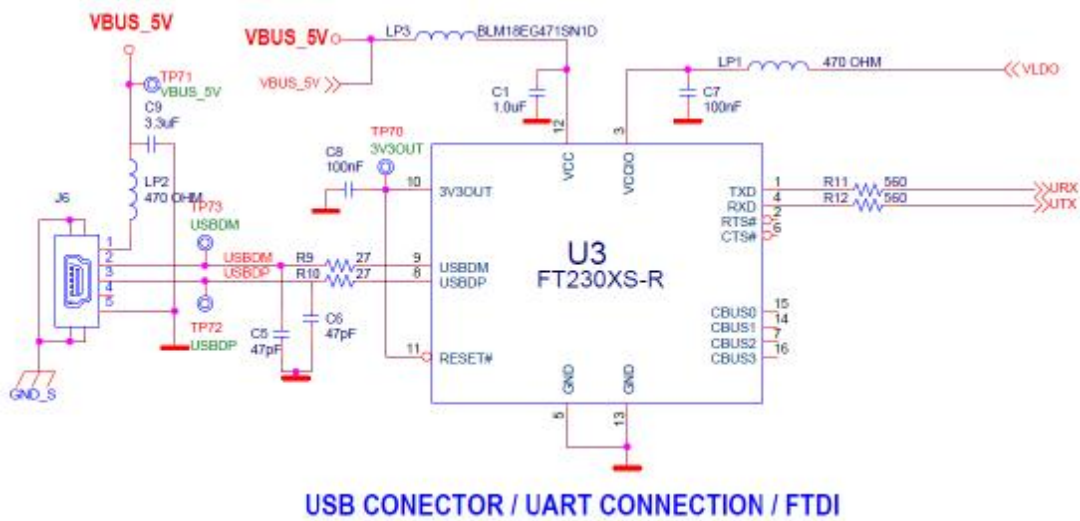 VBUS_5V
VBUS_5V
LP3
BLM18EG471SN1D
VBUS_5V
LP1
470 OHM
VLDO
TP71
VBUS_5V
C9
3.3uF
C1
1.0uF
C7
100nF
12
3
TP70
3V3OUT
C8
100nF
VCC
VCCIO
LP2
470 OHM
10
3V3OUT
TXD
1
R11
560
URX
RXD
4
R12
560
UTX
RTS#
2
CTS#
6
J6
TP73
USBDM
1
2
3
4
5
USBDM
R9
27
9
USBDM
USBDP
R10
27
8
USBDP
U3
FT230XS-R
TP72
USBDP
C5
47pF
C6
47pF
CBUS0
15
CBUS1
14
CBUS2
7
CBUS3
16
11
RESET#
GND
GND
5
13
GND_S
USB CONECTOR / UART CONNECTION / FTDI